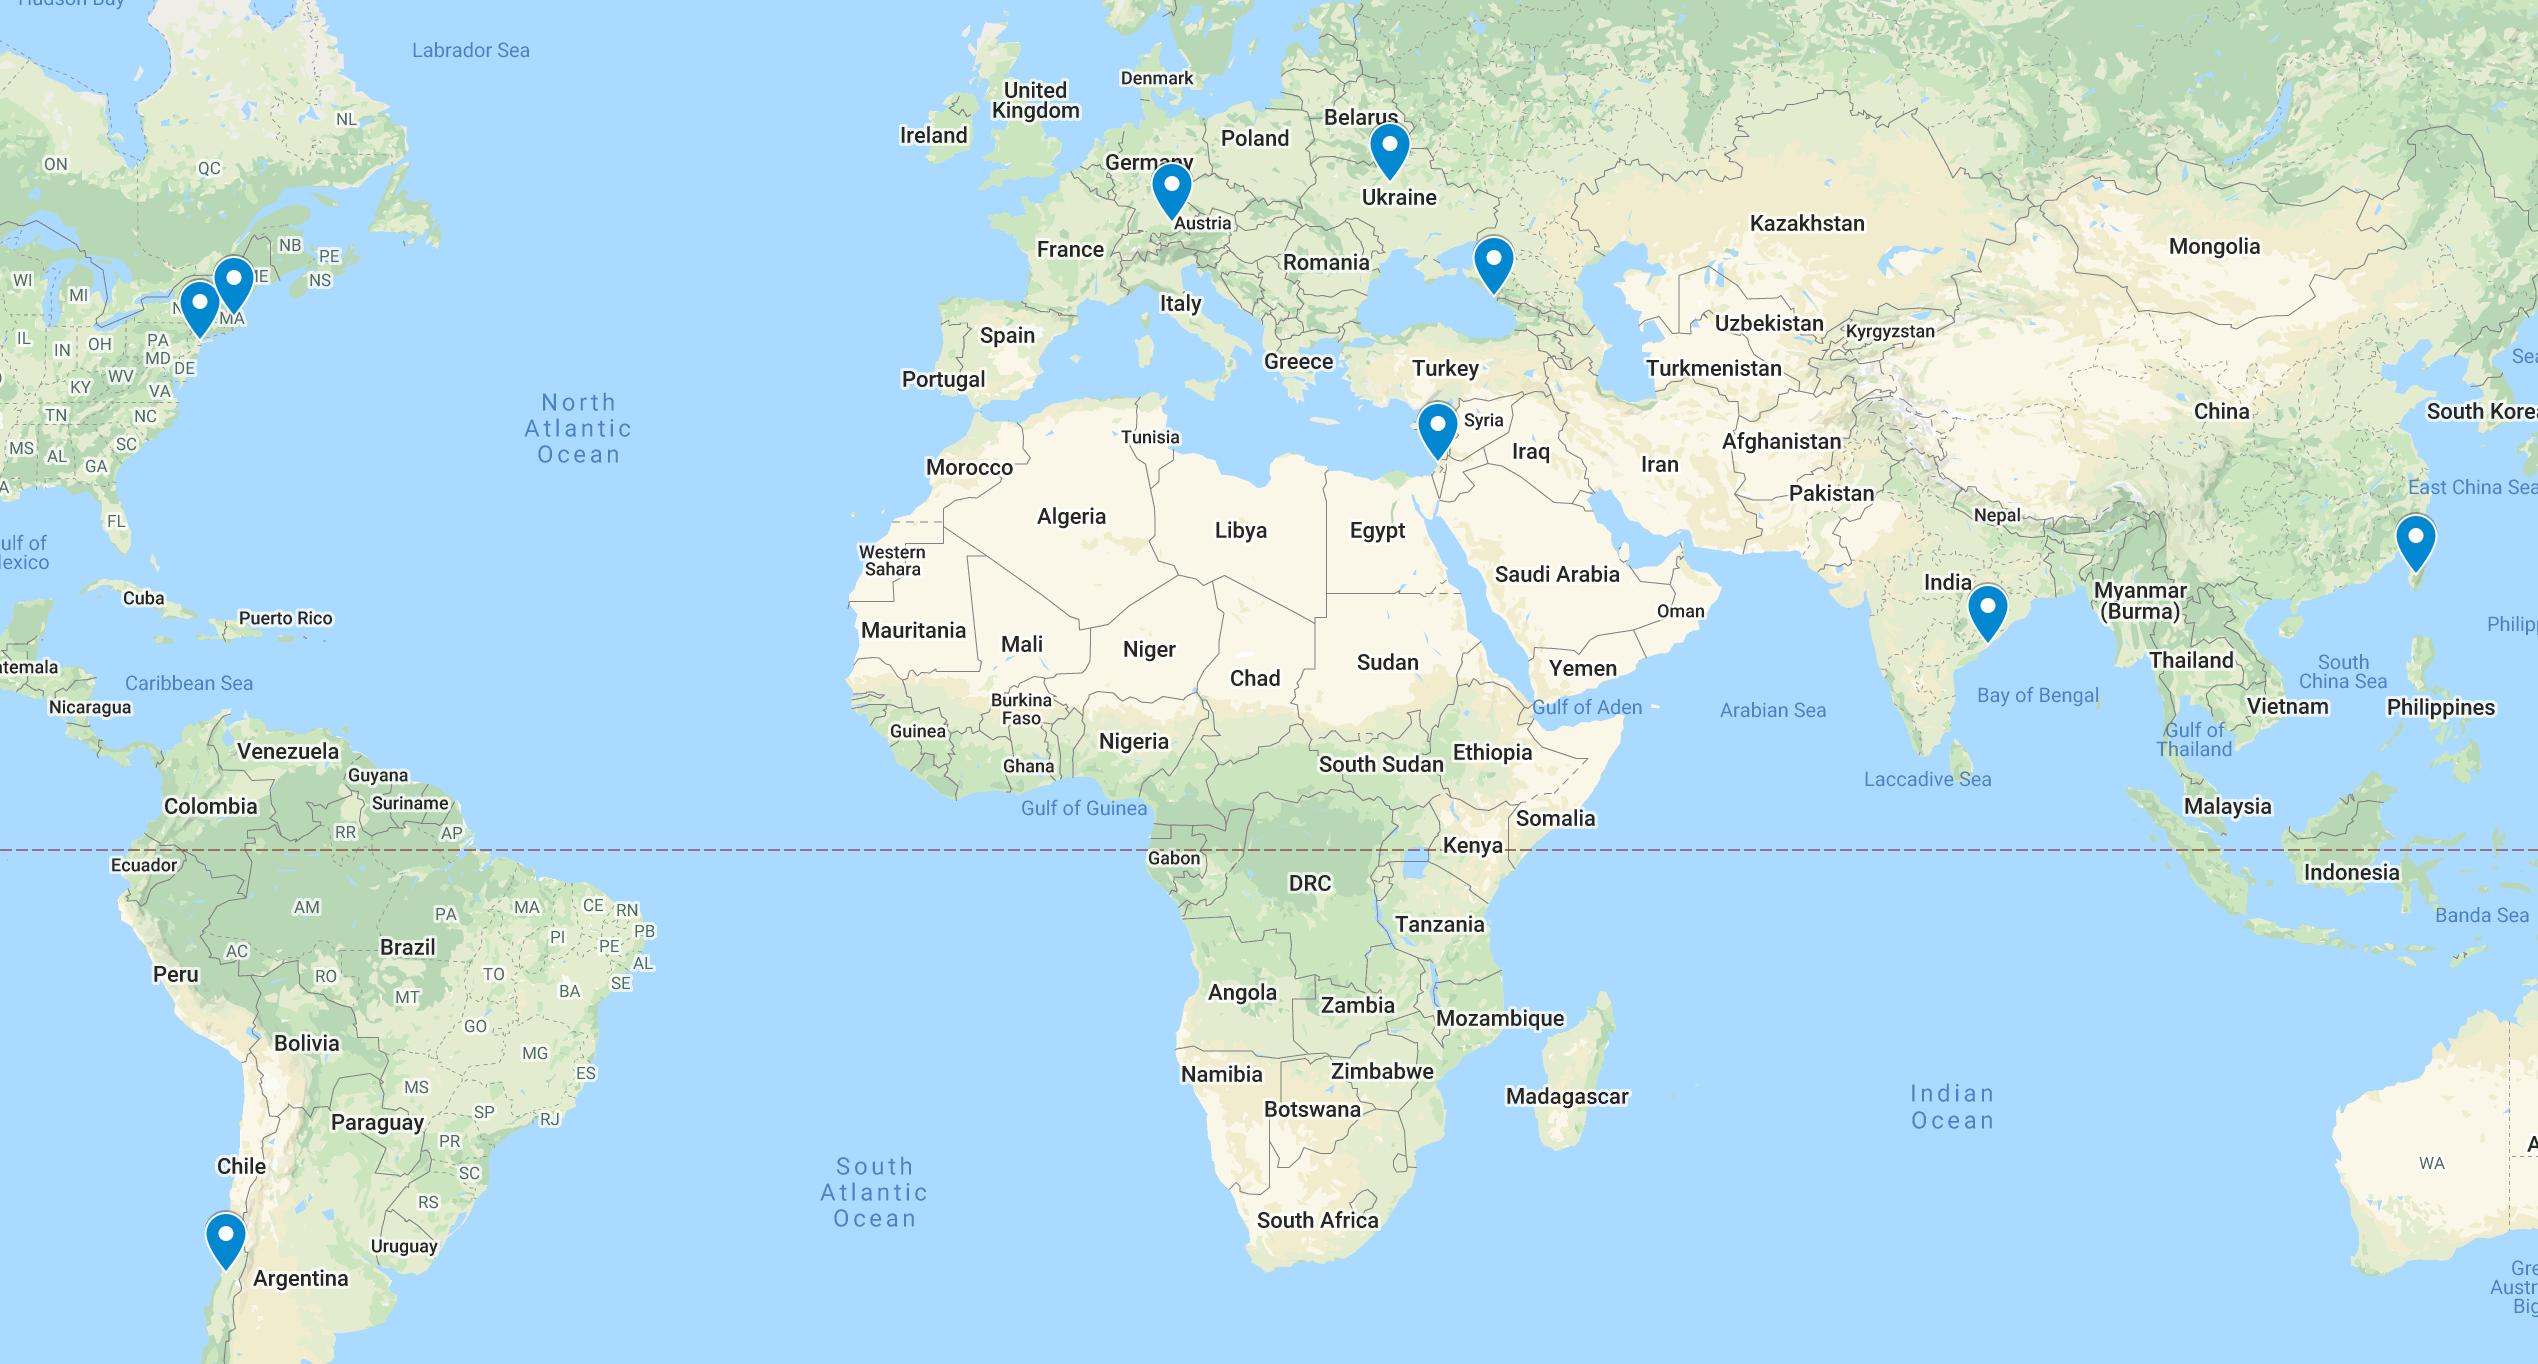 Hudson Bay
Labrador Sea
Denmark
NL
United
Kingdom
Belarus
Ireland
Poland
ON
QC
Germany
Ukraine
Austria
Kazakhstan
NB
PE
ME
NS
France
Romania
Mongolia
WI
MI
MA
Italy
Uzbekistan
Kyrgyzstan
Spain
IL
IN
OH
PA
MD
DE
WV
VA
KY
Greece
Turkey
Turkmenistan
Portugal
North
Atlantic
Ocean
TN
NC
SC
MS
AL
GA
Syria
China
South Korea
Tunisia
Afghanistan
Iraq
Iran
Morocco
Pakistan
East China Sea
Nepal
Algeria
Libya
Egypt
FL
Western
Sahara
Saudi Arabia
India
Myanmar
(Burma)
Cuba
Puerto Rico
Oman
Mauritania
Mali
Niger
Chad
Sudan
Yemen
Thailand
South
China Sea
Caribbean Sea
Nicaragua
Burkina
Faso
Gulf of Aden
Arabian Sea
Bay of Bengal
Vietnam
Philippines
Guinea
Nigeria
Gulf of
Thailand
Venezuela
Ethiopia
Ghana
South Sudan
Guyana
Laccadive Sea
Colombia
Suriname
Gulf of Guinea
Malaysia
Somalia
RR
AP
Kenya
Ecuador
Gabon
Indonesia
DRC
AM
PA
MA
CE
RN
Banda Sea
Tanzania
PB
PI
PE
Brazil
AC
AL
Peru
RO
TO
SE
BA
MT
Angola
Zambia
Mozambique
GO
Bolivia
MG
ES
Namibia
Zimbabwe
MS
Madagascar
Indian
Ocean
Botswana
SP
RJ
Paraguay
PR
Chile
SC
South
Atlantic
Ocean
WA
RS
South Africa
Uruguay
Argentina